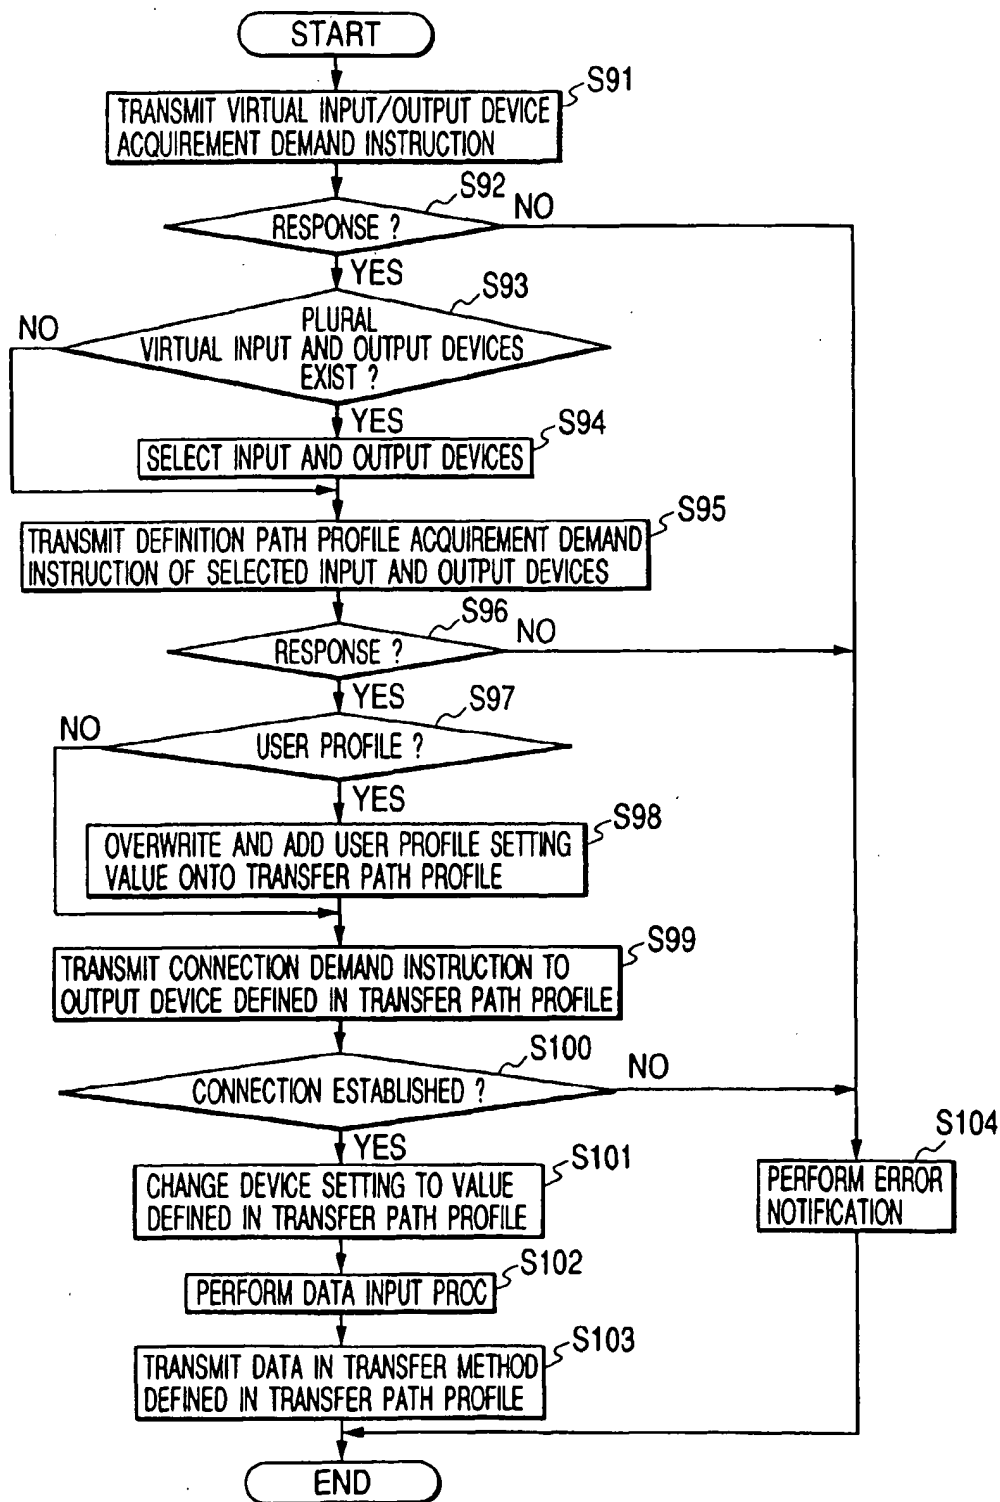 START
S91
TRANSMIT VIRTUAL INPUT/OUTPUT DEVICE
ACQUIREMENT DEMAND INSTRUCTION
S92
RESPONSE ?
NO
YES
S93
PLURAL
VIRTUAL INPUT AND OUTPUT DEVICES
EXIST ?
NO
YES
S94
SELECT INPUT AND OUTPUT DEVICES
S95
TRANSMIT DEFINITION PATH PROFILE ACQUIREMENT DEMAND
INSTRUCTION OF SELECTED INPUT AND OUTPUT DEVICES
S96
RESPONSE ?
NO
YES
S97
USER PROFILE ?
NO
YES
S98
OVERWRITE AND ADD USER PROFILE SETTING
VALUE ONTO TRANSFER PATH PROFILE
S99
TRANSMIT CONNECTION DEMAND INSTRUCTION TO
OUTPUT DEVICE DEFINED IN TRANSFER PATH PROFILE
S100
CONNECTION ESTABLISHED ?
NO
YES
S101
CHANGE DEVICE SETTING TO VALUE
DEFINED IN TRANSFER PATH PROFILE
S104
PERFORM ERROR
NOTIFICATION
S102
PERFORM DATA INPUT PROC
S103
TRANSMIT DATA IN TRANSFER METHOD
DEFINED IN TRANSFER PATH PROFILE
END